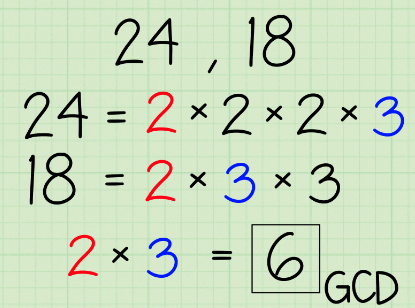 24 , 18
24 = 2 × 2 × 2 × 3
18 = 2 × 3 × 3
2 × 3 = 6 GCD